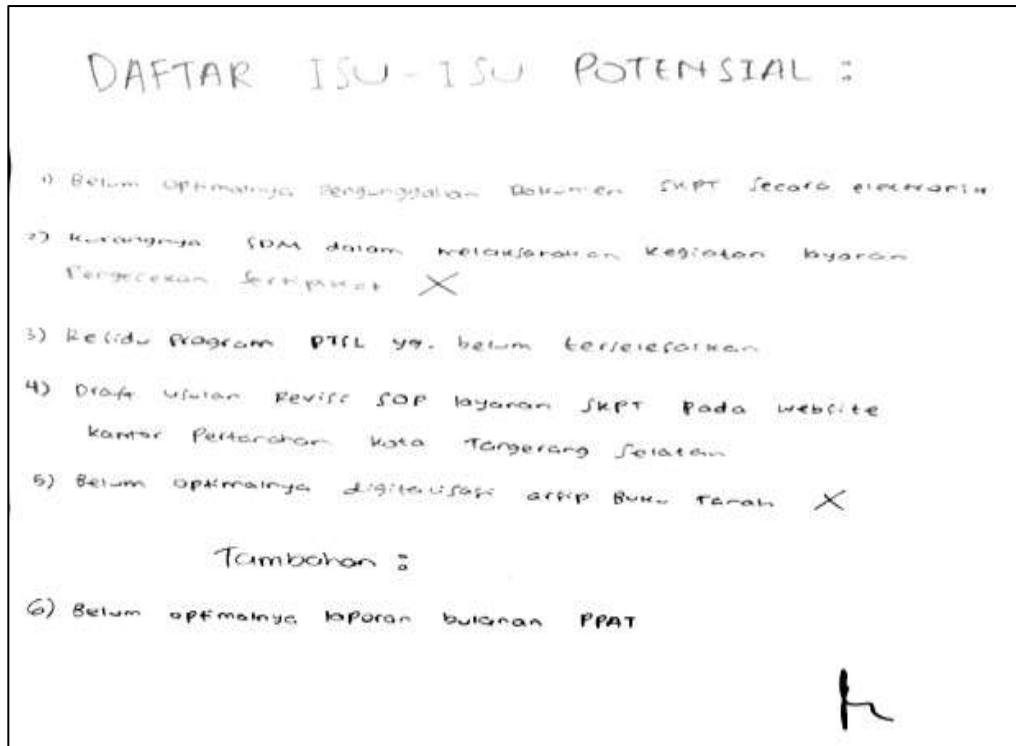 DAFTAR ISU-ISU POTENSIAL :
1) Belum optimalnya Pengunggahan Dokumen SKPT secara electronik
2) Kurangnya SDM dalam melaksanakan kegiatan layanan
Pengecekan Sertipikat X
3) Residu Program PTSL yg. belum terselesaikan
4) Draft usulan Revisi SOP layanan SKPT pada website
Kantor Pertanahan Kota Tangerang Selatan
5) Belum optimalnya digitalisasi arsip Buku Tanah X
Tambahan :
6) Belum optimalnya laporan bulanan PPAT